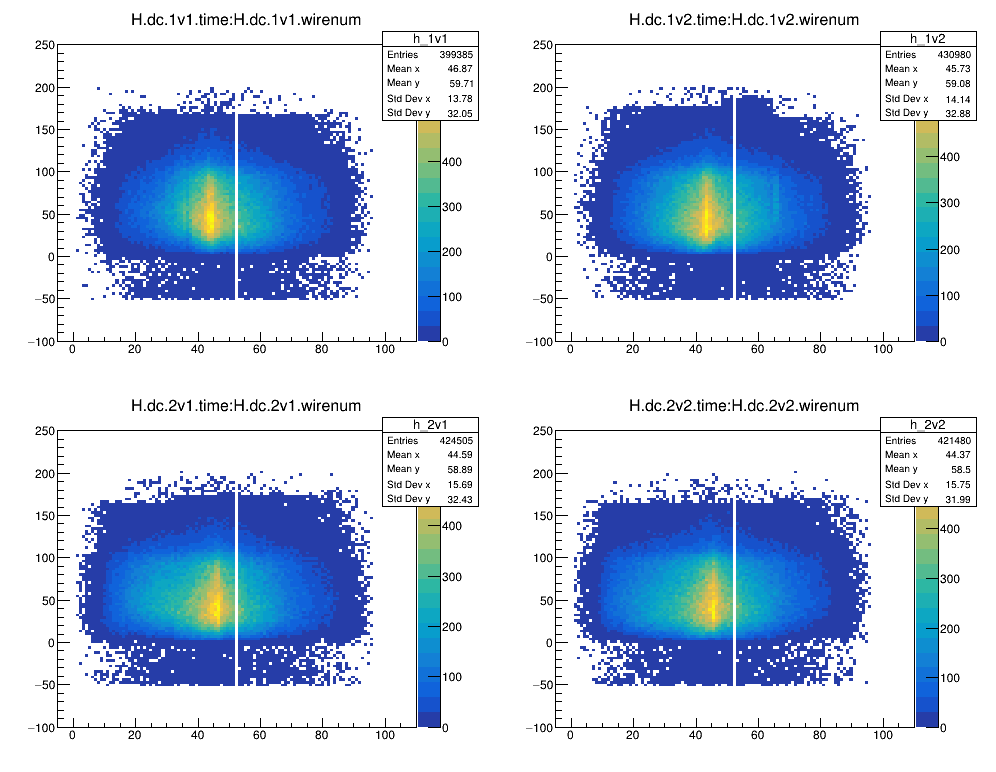 H.dc.1v1.time:H.dc.1v1.wirenum
h_1v1
Entries 399385
Mean x 46.87
Mean y 59.71
Std Dev x 13.78
Std Dev y 32.05
250
200
150
100
50
0
−50
−100
0 20 40 60 80 100
400
300
200
100
0
H.dc.1v2.time:H.dc.1v2.wirenum
h_1v2
Entries 430980
Mean x 45.73
Mean y 59.08
Std Dev x 14.14
Std Dev y 32.88
250
200
150
100
50
0
−50
−100
0 20 40 60 80 100
400
300
200
100
0
H.dc.2v1.time:H.dc.2v1.wirenum
h_2v1
Entries 424505
Mean x 44.59
Mean y 58.89
Std Dev x 15.69
Std Dev y 32.43
250
200
150
100
50
0
−50
−100
0 20 40 60 80 100
400
300
200
100
0
H.dc.2v2.time:H.dc.2v2.wirenum
h_2v2
Entries 421480
Mean x 44.37
Mean y 58.5
Std Dev x 15.75
Std Dev y 31.99
250
200
150
100
50
0
−50
−100
0 20 40 60 80 100
400
300
200
100
0